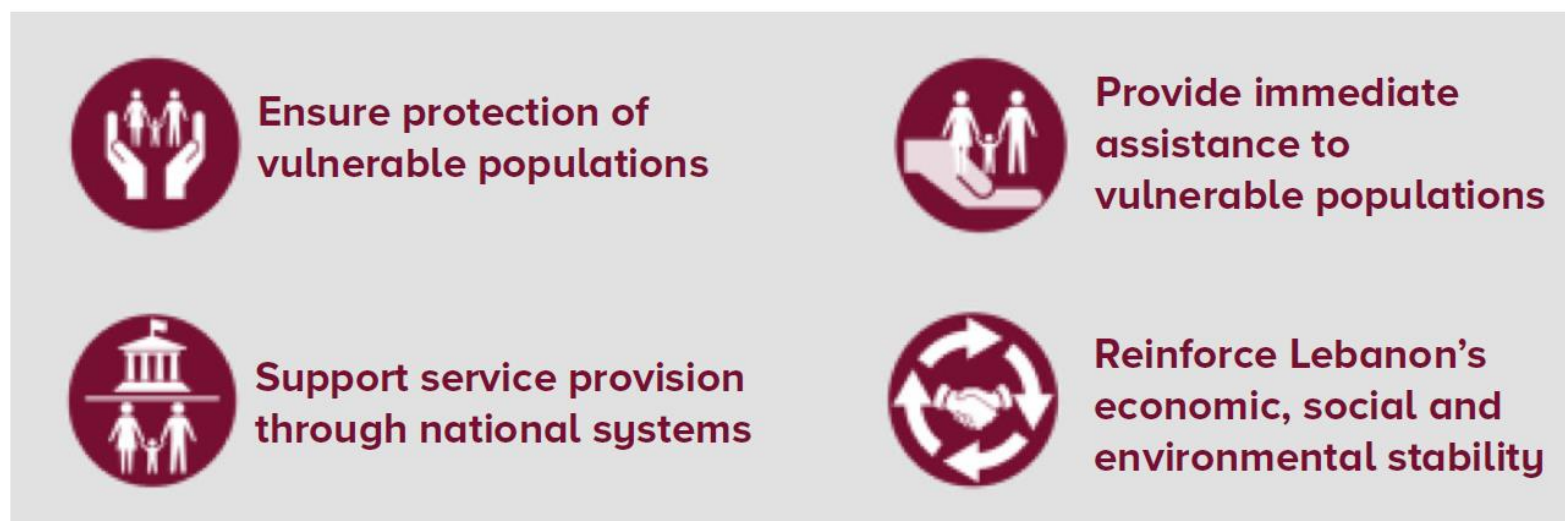 Ensure protection of
vulnerable populations
Provide immediate
assistance to
vulnerable populations
Support service provision
through national systems
Reinforce Lebanon’s
economic, social and
environmental stability